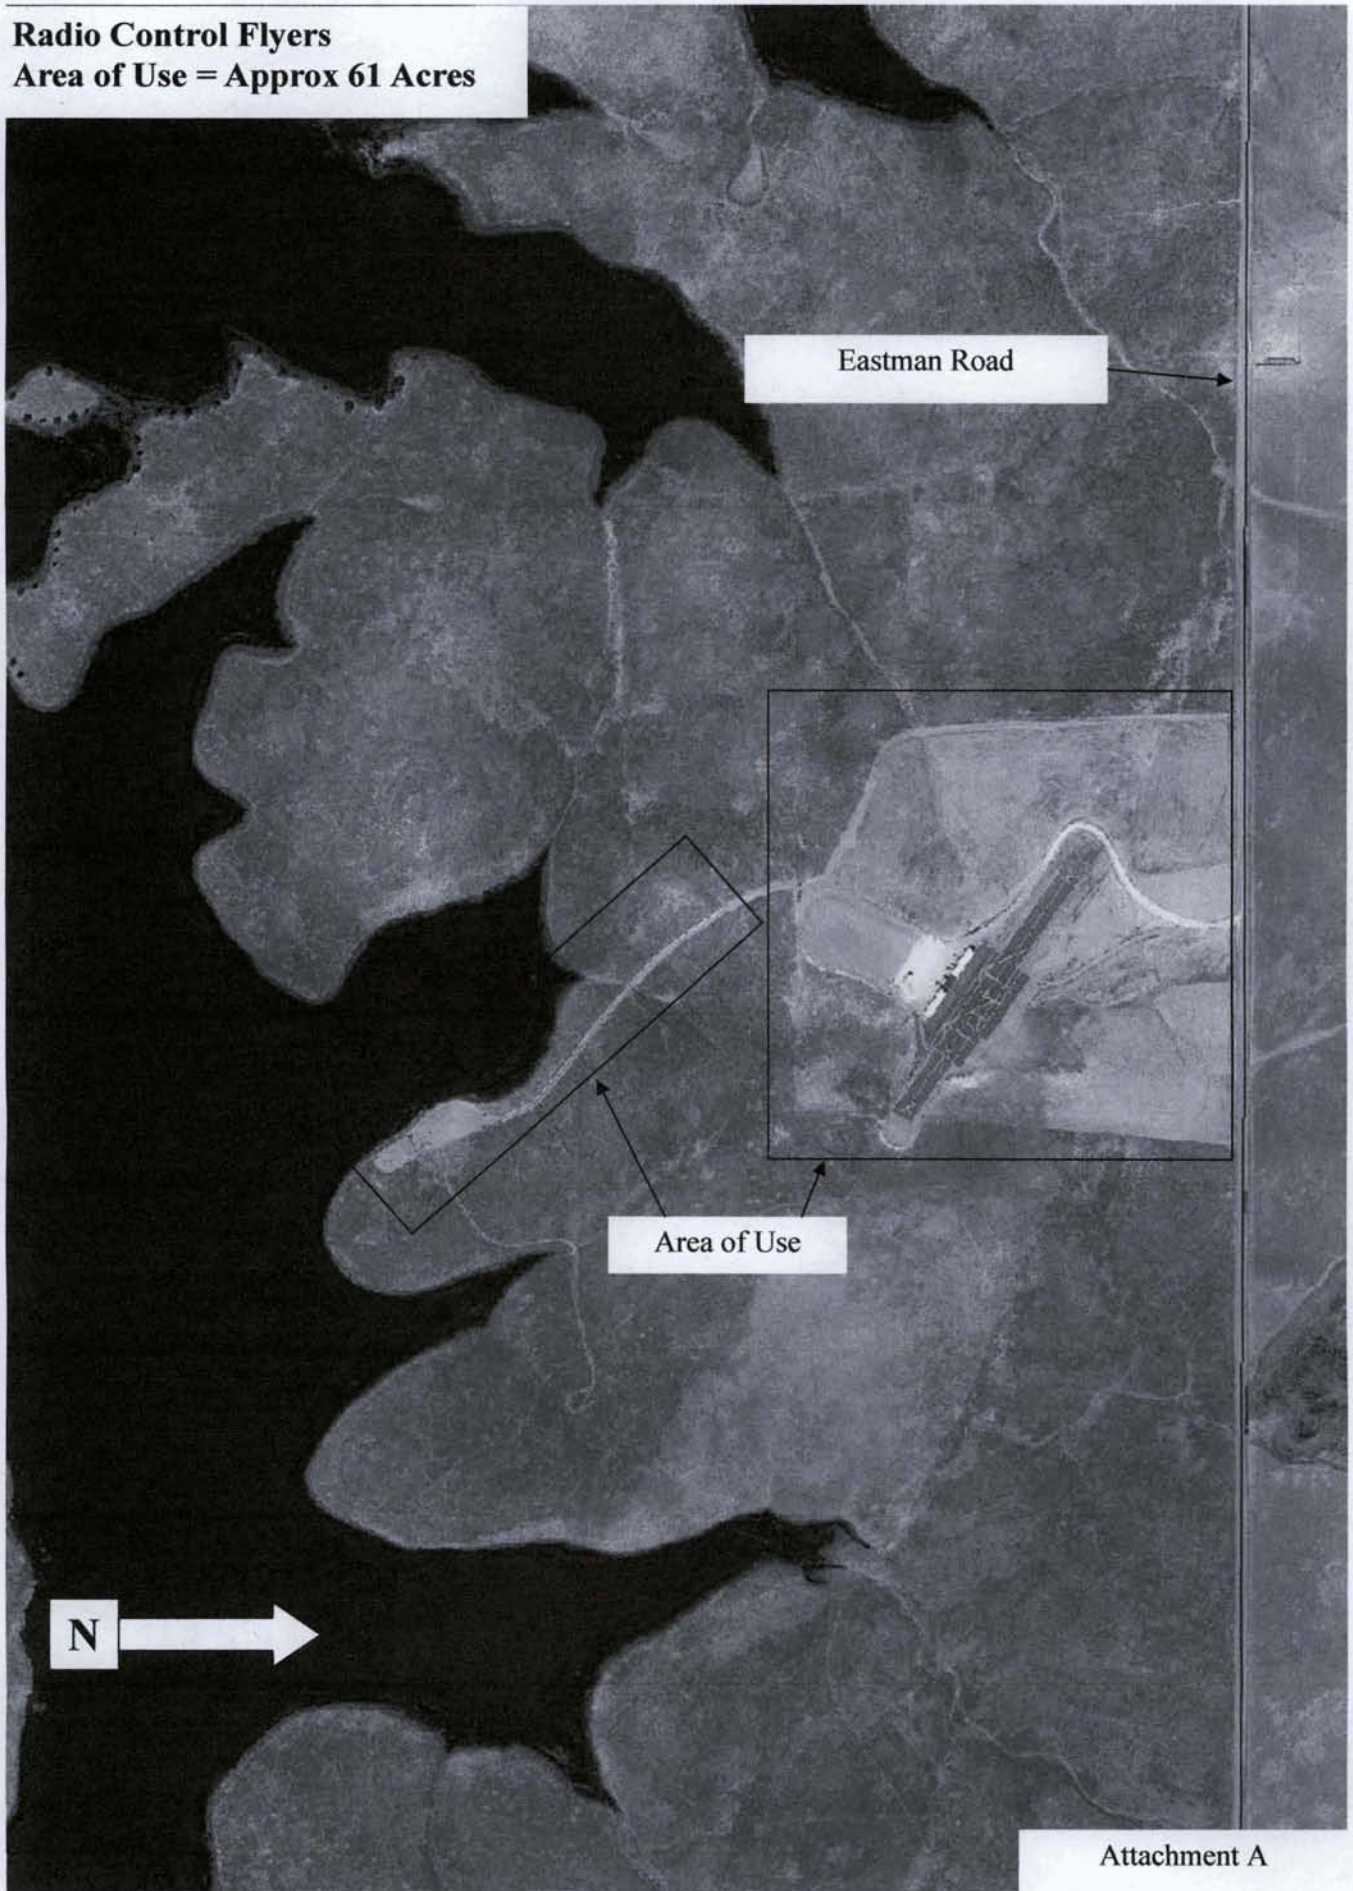 Radio Control Flyers
Area of Use = Approx 61 Acres
Eastman Road
Area of Use
N
Attachment A